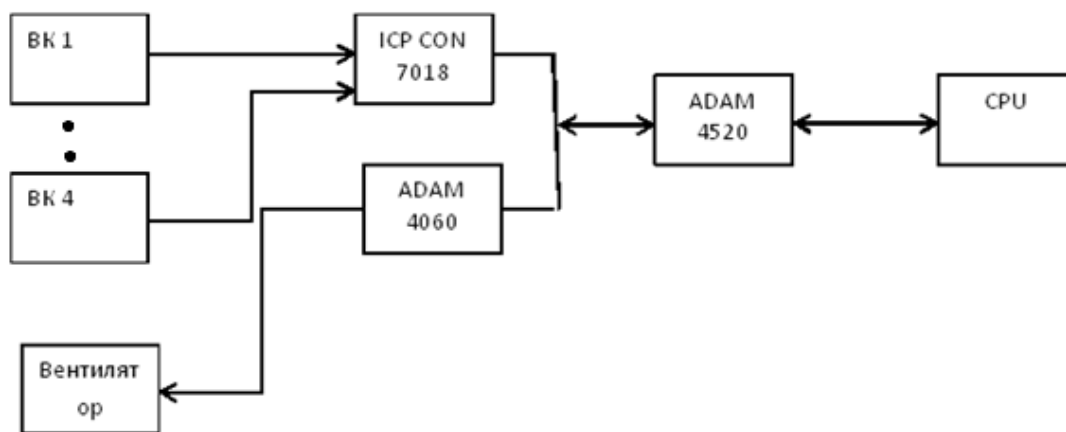 ВК 1
ICP CON
7018
ADAM
4520
CPU
ВК 4
ADAM
4060
Вентилят
ор